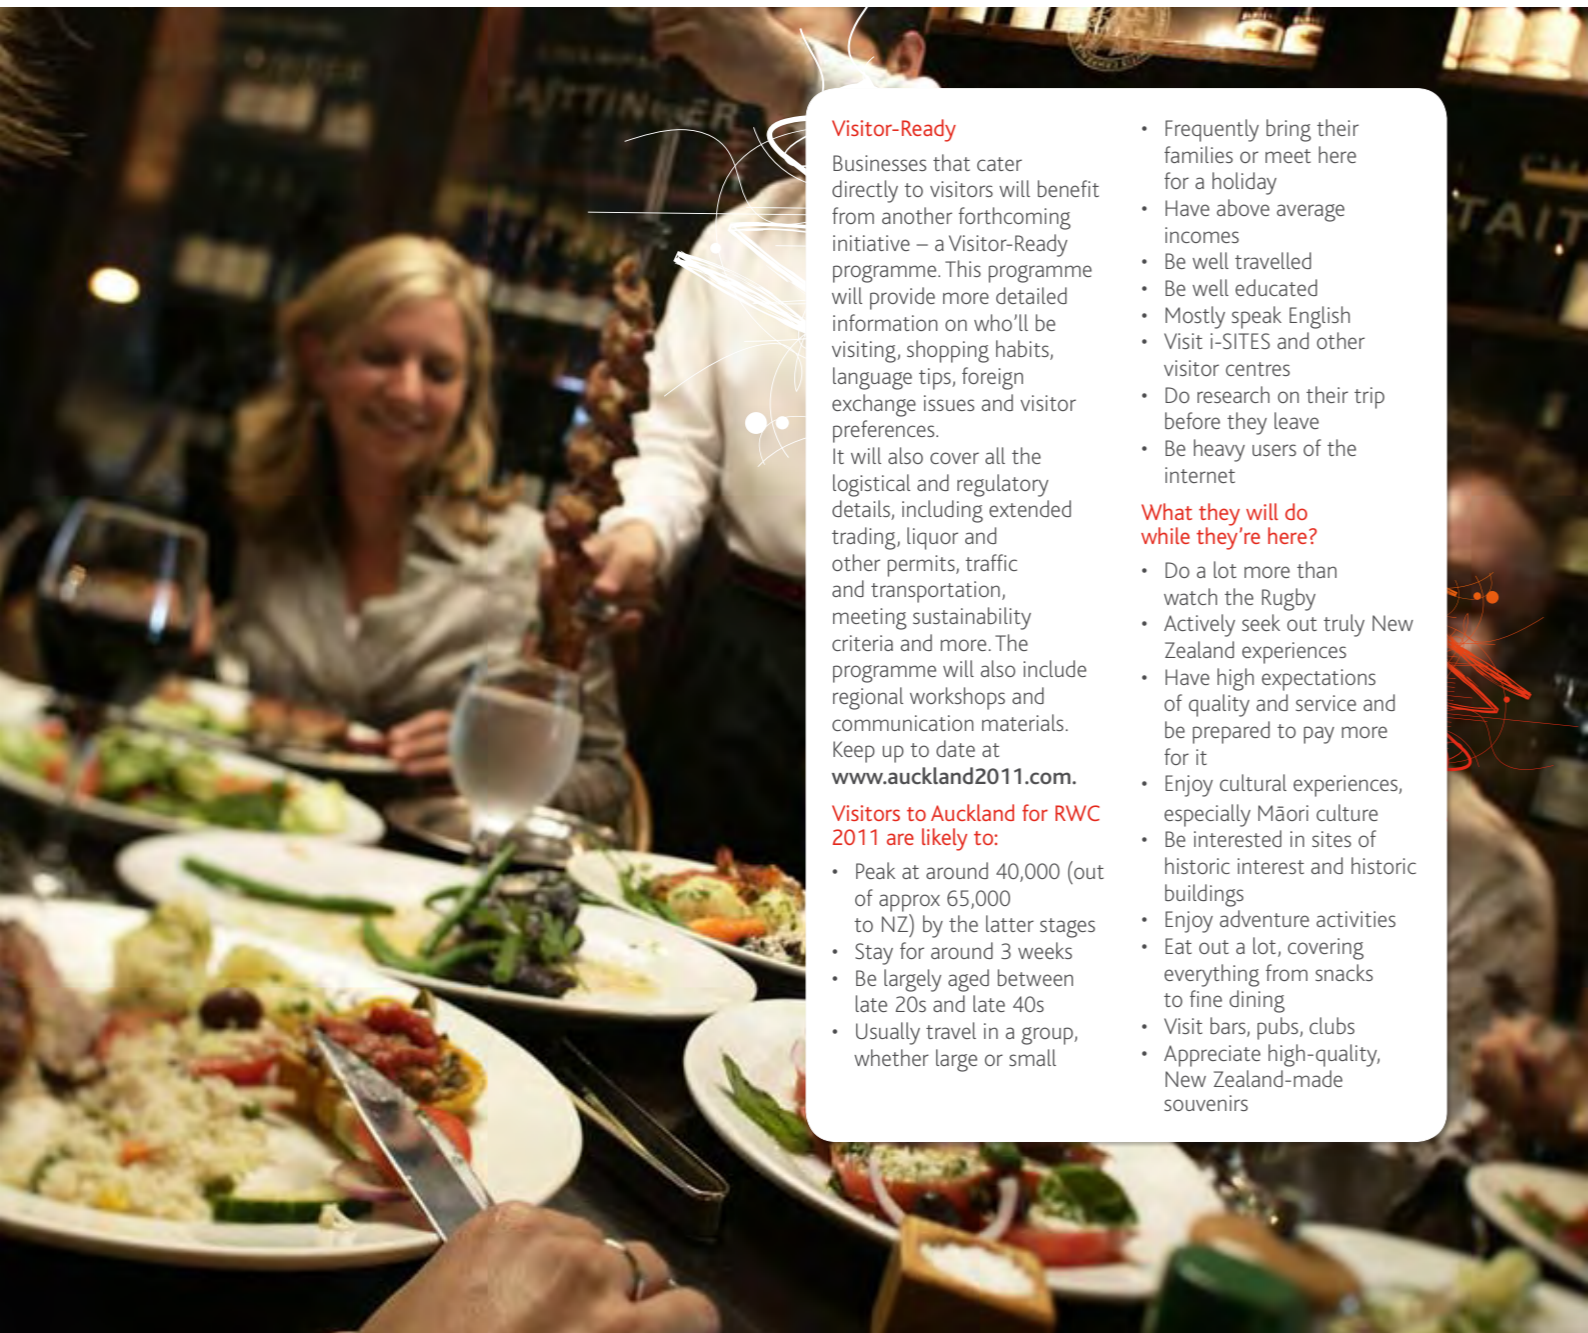 TAITTINGER
TAIT
Visitor-Ready
Businesses that cater
directly to visitors will benefit
from another forthcoming
initiative – a Visitor-Ready
programme. This programme
will provide more detailed
information on who'll be
visiting, shopping habits,
language tips, foreign
exchange issues and visitor
preferences.
It will also cover all the
logistical and regulatory
details, including extended
trading, liquor and
other permits, traffic
and transportation,
meeting sustainability
criteria and more. The
programme will also include
regional workshops and
communication materials.
Keep up to date at
www.auckland2011.com.
Visitors to Auckland for RWC
2011 are likely to:
• Peak at around 40,000 (out
of approx 65,000
to NZ) by the latter stages
• Stay for around 3 weeks
• Be largely aged between
late 20s and late 40s
• Usually travel in a group,
whether large or small
• Frequently bring their
families or meet here
for a holiday
• Have above average
incomes
• Be well travelled
• Be well educated
• Mostly speak English
• Visit i-SITES and other
visitor centres
• Do research on their trip
before they leave
• Be heavy users of the
internet
What they will do
while they're here?
• Do a lot more than
watch the Rugby
• Actively seek out truly New
Zealand experiences
• Have high expectations
of quality and service and
be prepared to pay more
for it
• Enjoy cultural experiences,
especially Māori culture
• Be interested in sites of
historic interest and historic
buildings
• Enjoy adventure activities
• Eat out a lot, covering
everything from snacks
to fine dining
• Visit bars, pubs, clubs
• Appreciate high-quality,
New Zealand-made
souvenirs